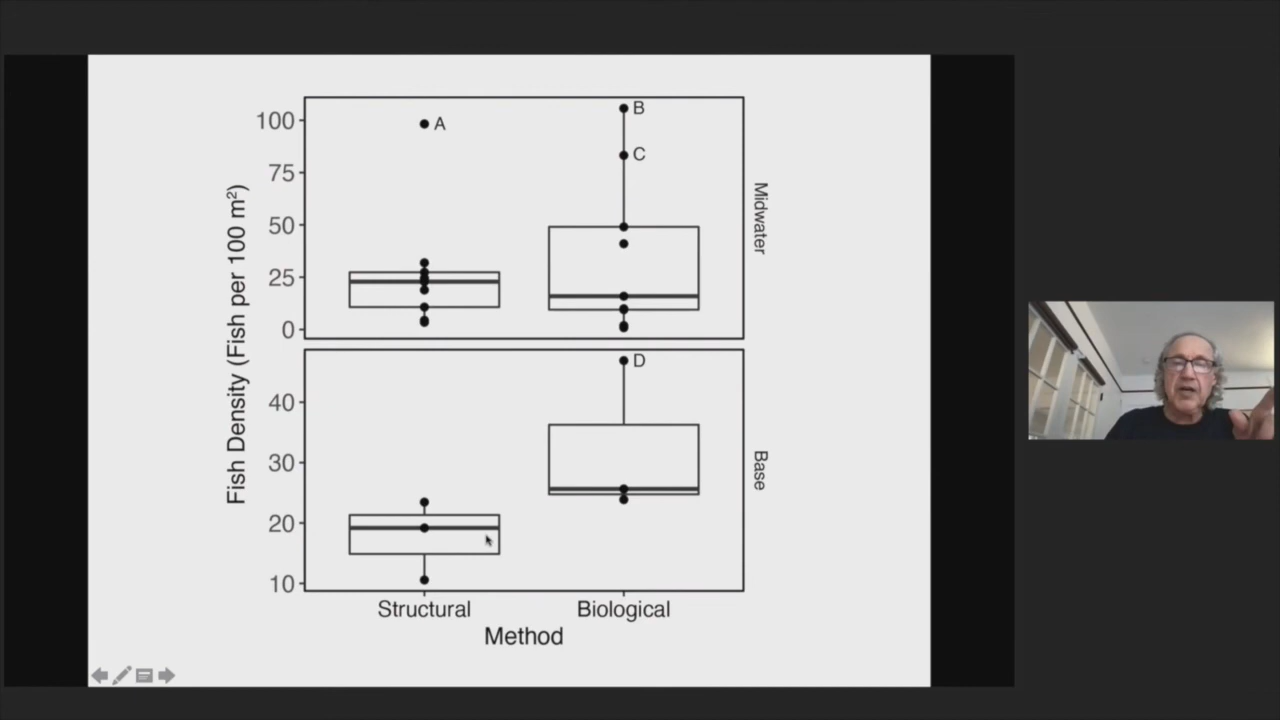 100
75
50
25
0
A
B
C
Midwater
Fish Density (Fish per 100 m²)
40
30
20
10
D
Base
Structural
Biological
Method